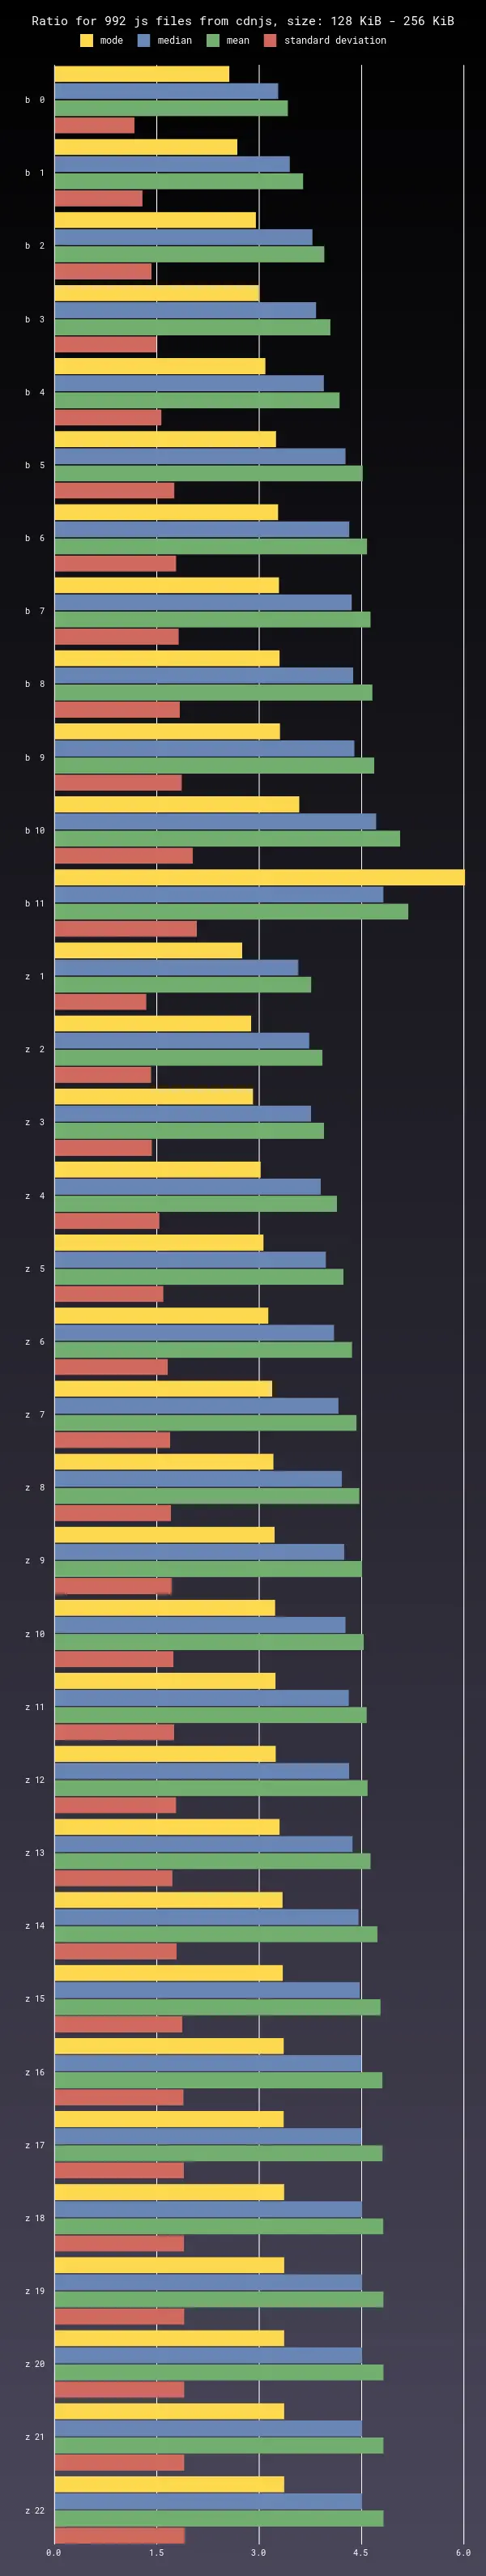 Ratio for 992 js files from cdnjs, size: 128 KiB - 256 KiB
mode median mean standard deviation
b 0
b 1
b 2
b 3
b 4
b 5
b 6
b 7
b 8
b 9
b 10
b 11
z 1
z 2
z 3
z 4
z 5
z 6
z 7
z 8
z 9
z 10
z 11
z 12
z 13
z 14
z 15
z 16
z 17
z 18
z 19
z 20
z 21
z 22
0.0 1.5 3.0 4.5 6.0